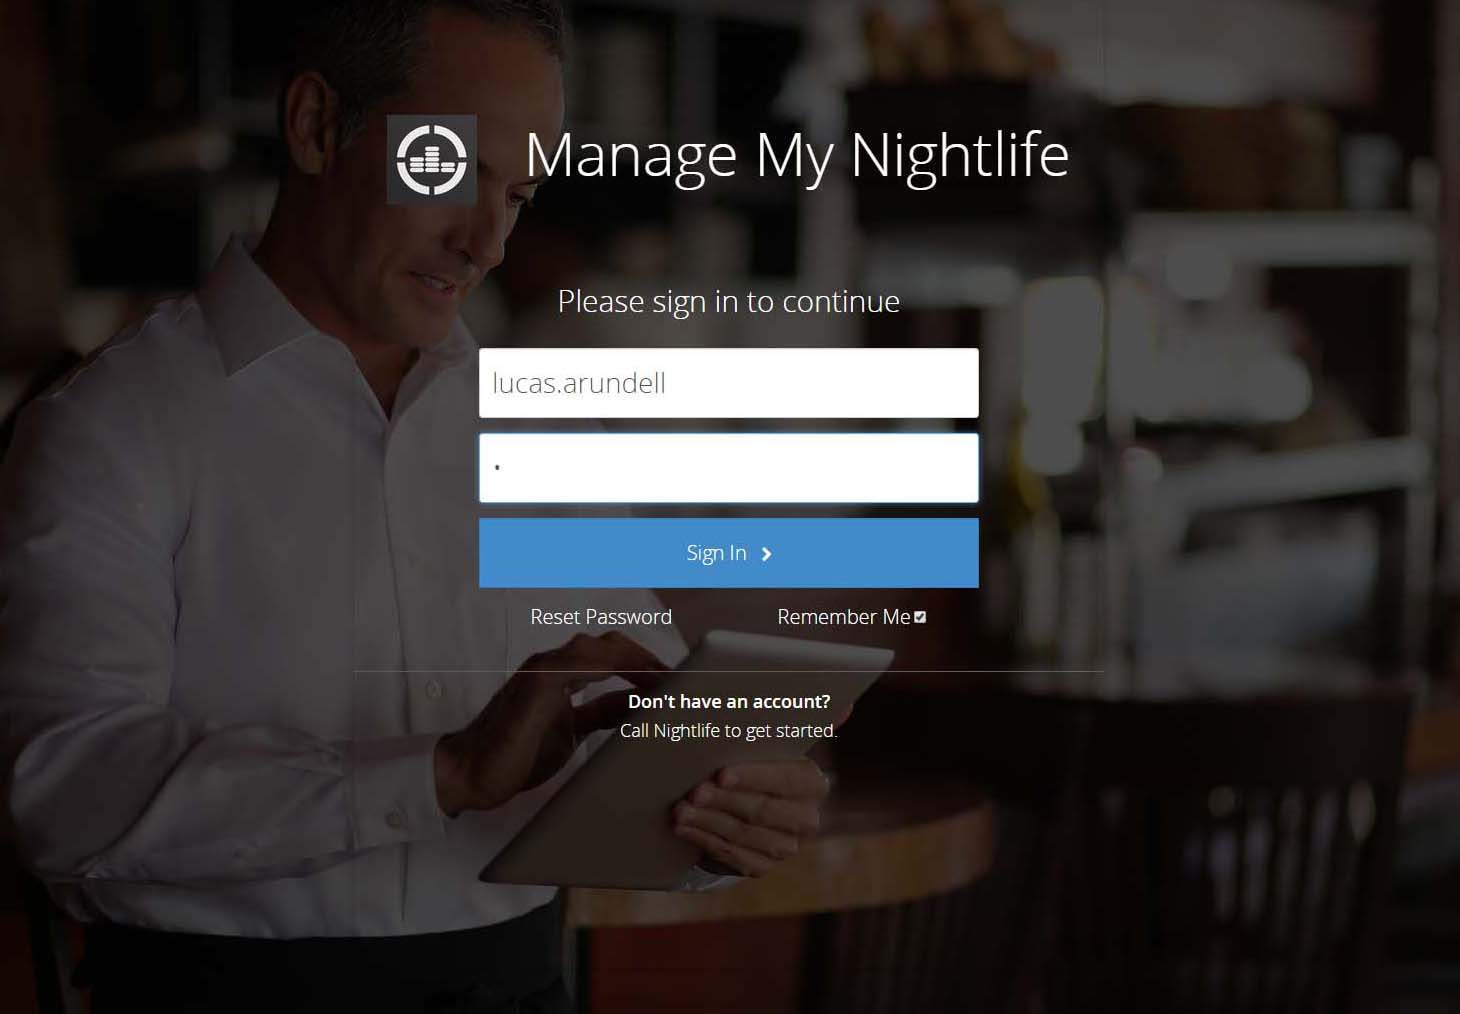 Manage My Nightlife
Please sign in to continue
lucas.arundell
•
Sign In
Reset Password
Remember Me
Don't have an account?
Call Nightlife to get started.